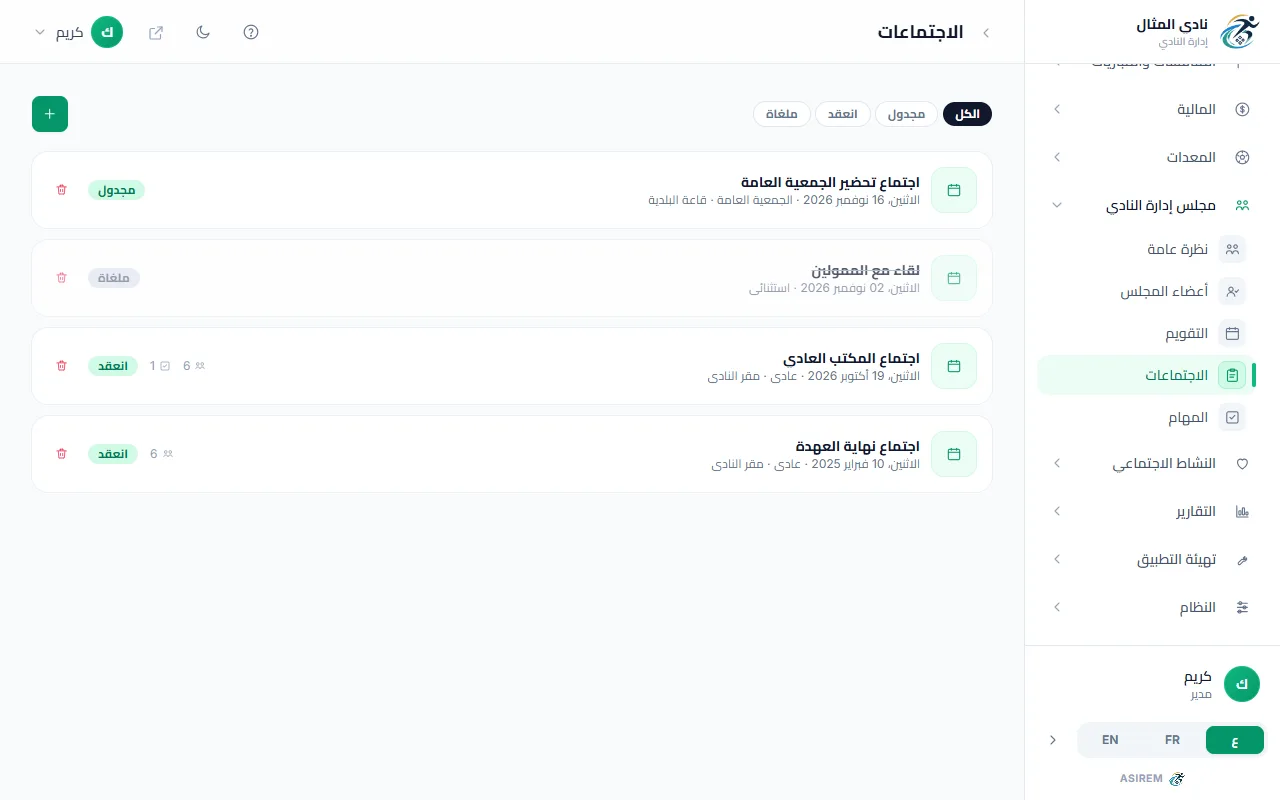 نادي المثال
إدارة النادي
المالية
المعدات
مجلس إدارة النادي
نظرة عامة
أعضاء المجلس
التقويم
الاجتماعات
المهام
النشاط الاجتماعي
التقارير
تهيئة التطبيق
النظام
كريم
مدير
ك
ع FR EN
ASIREM
الاجتماعات
ك كريم
الكل مجدول انعقد ملغاة
+
اجتماع تحضير الجمعية العامة
الاثنين، 16 نوفمبر 2026 · الجمعية العامة · قاعة البلدية
مجدول
لقاء مع الممولين
الاثنين، 02 نوفمبر 2026 · استثنائي
ملغاة
اجتماع المكتب العادي
الاثنين، 19 أكتوبر 2026 · عادي · مقر النادي
6 1 انعقد
اجتماع نهاية العهدة
الاثنين، 10 فبراير 2025 · عادي · مقر النادي
6 انعقد